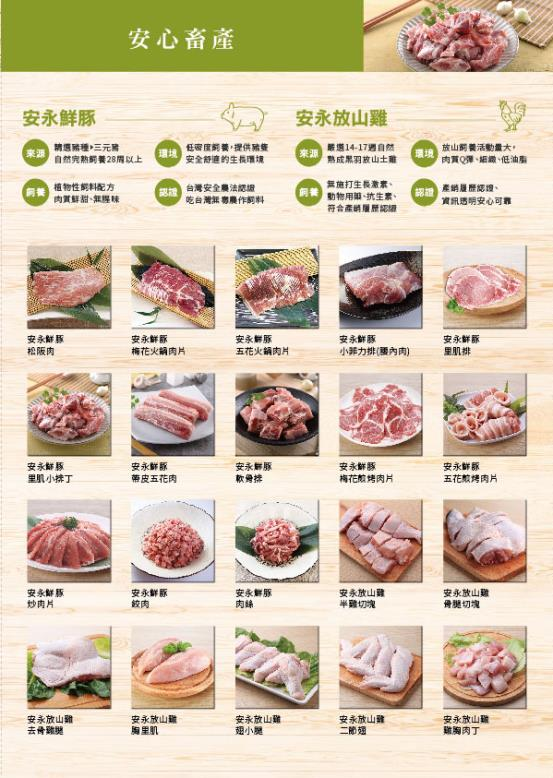 安心畜產
安永鮮豚
來源
精選豬種▸三元豬
自然完熟飼養28周以上
環境
低密度飼養，提供豬隻
安全舒適的生長環境
飼養
植物性飼料配方
肉質鮮甜、無腥味
認證
台灣安全農法認證
吃台灣無毒農作飼料
安永放山雞
來源
嚴選14-17週自然
熟成黑羽放山土雞
環境
放山飼養活動量大，
肉質Q彈、細緻、低油脂
飼養
無施打生長激素、
動物用藥、抗生素、
符合產銷履歷認證
認證
產銷履歷認證、
資訊透明安心可靠
安永鮮豚
松阪肉
安永鮮豚
梅花火鍋肉片
安永鮮豚
五花火鍋肉片
安永鮮豚
小菲力排(腰內肉)
安永鮮豚
里肌排
安永鮮豚
里肌小排丁
安永鮮豚
帶皮五花肉
安永鮮豚
軟骨排
安永鮮豚
梅花煎烤肉片
安永鮮豚
五花煎烤肉片
安永鮮豚
炒肉片
安永鮮豚
絞肉
安永鮮豚
肉絲
安永放山雞
半雞切塊
安永放山雞
骨腿切塊
安永放山雞
去骨雞腿
安永放山雞
胸里肌
安永放山雞
翅小腿
安永放山雞
二節翅
安永放山雞
雞胸肉丁